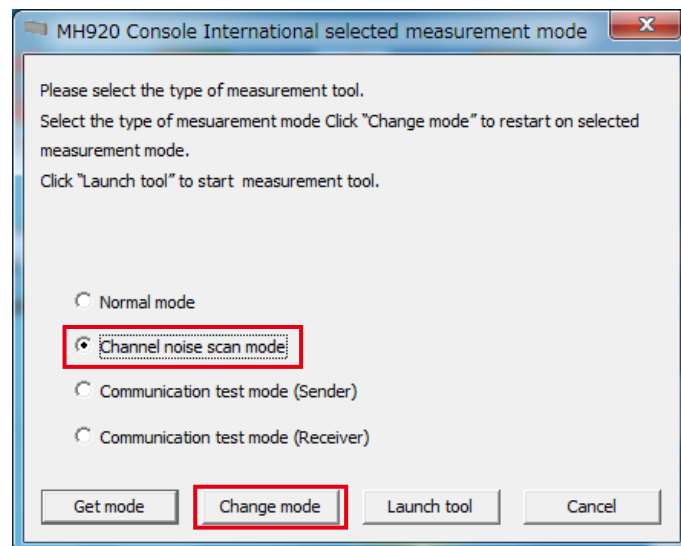 MH920 Console International selected measurement mode
Please select the type of measurement tool.
Select the type of mesuarement mode Click "Change mode" to restart on selected
measurement mode.
Click "Launch tool" to start measurement tool.
Normal mode
Channel noise scan mode
Communication test mode (Sender)
Communication test mode (Receiver)
Get mode Change mode Launch tool Cancel